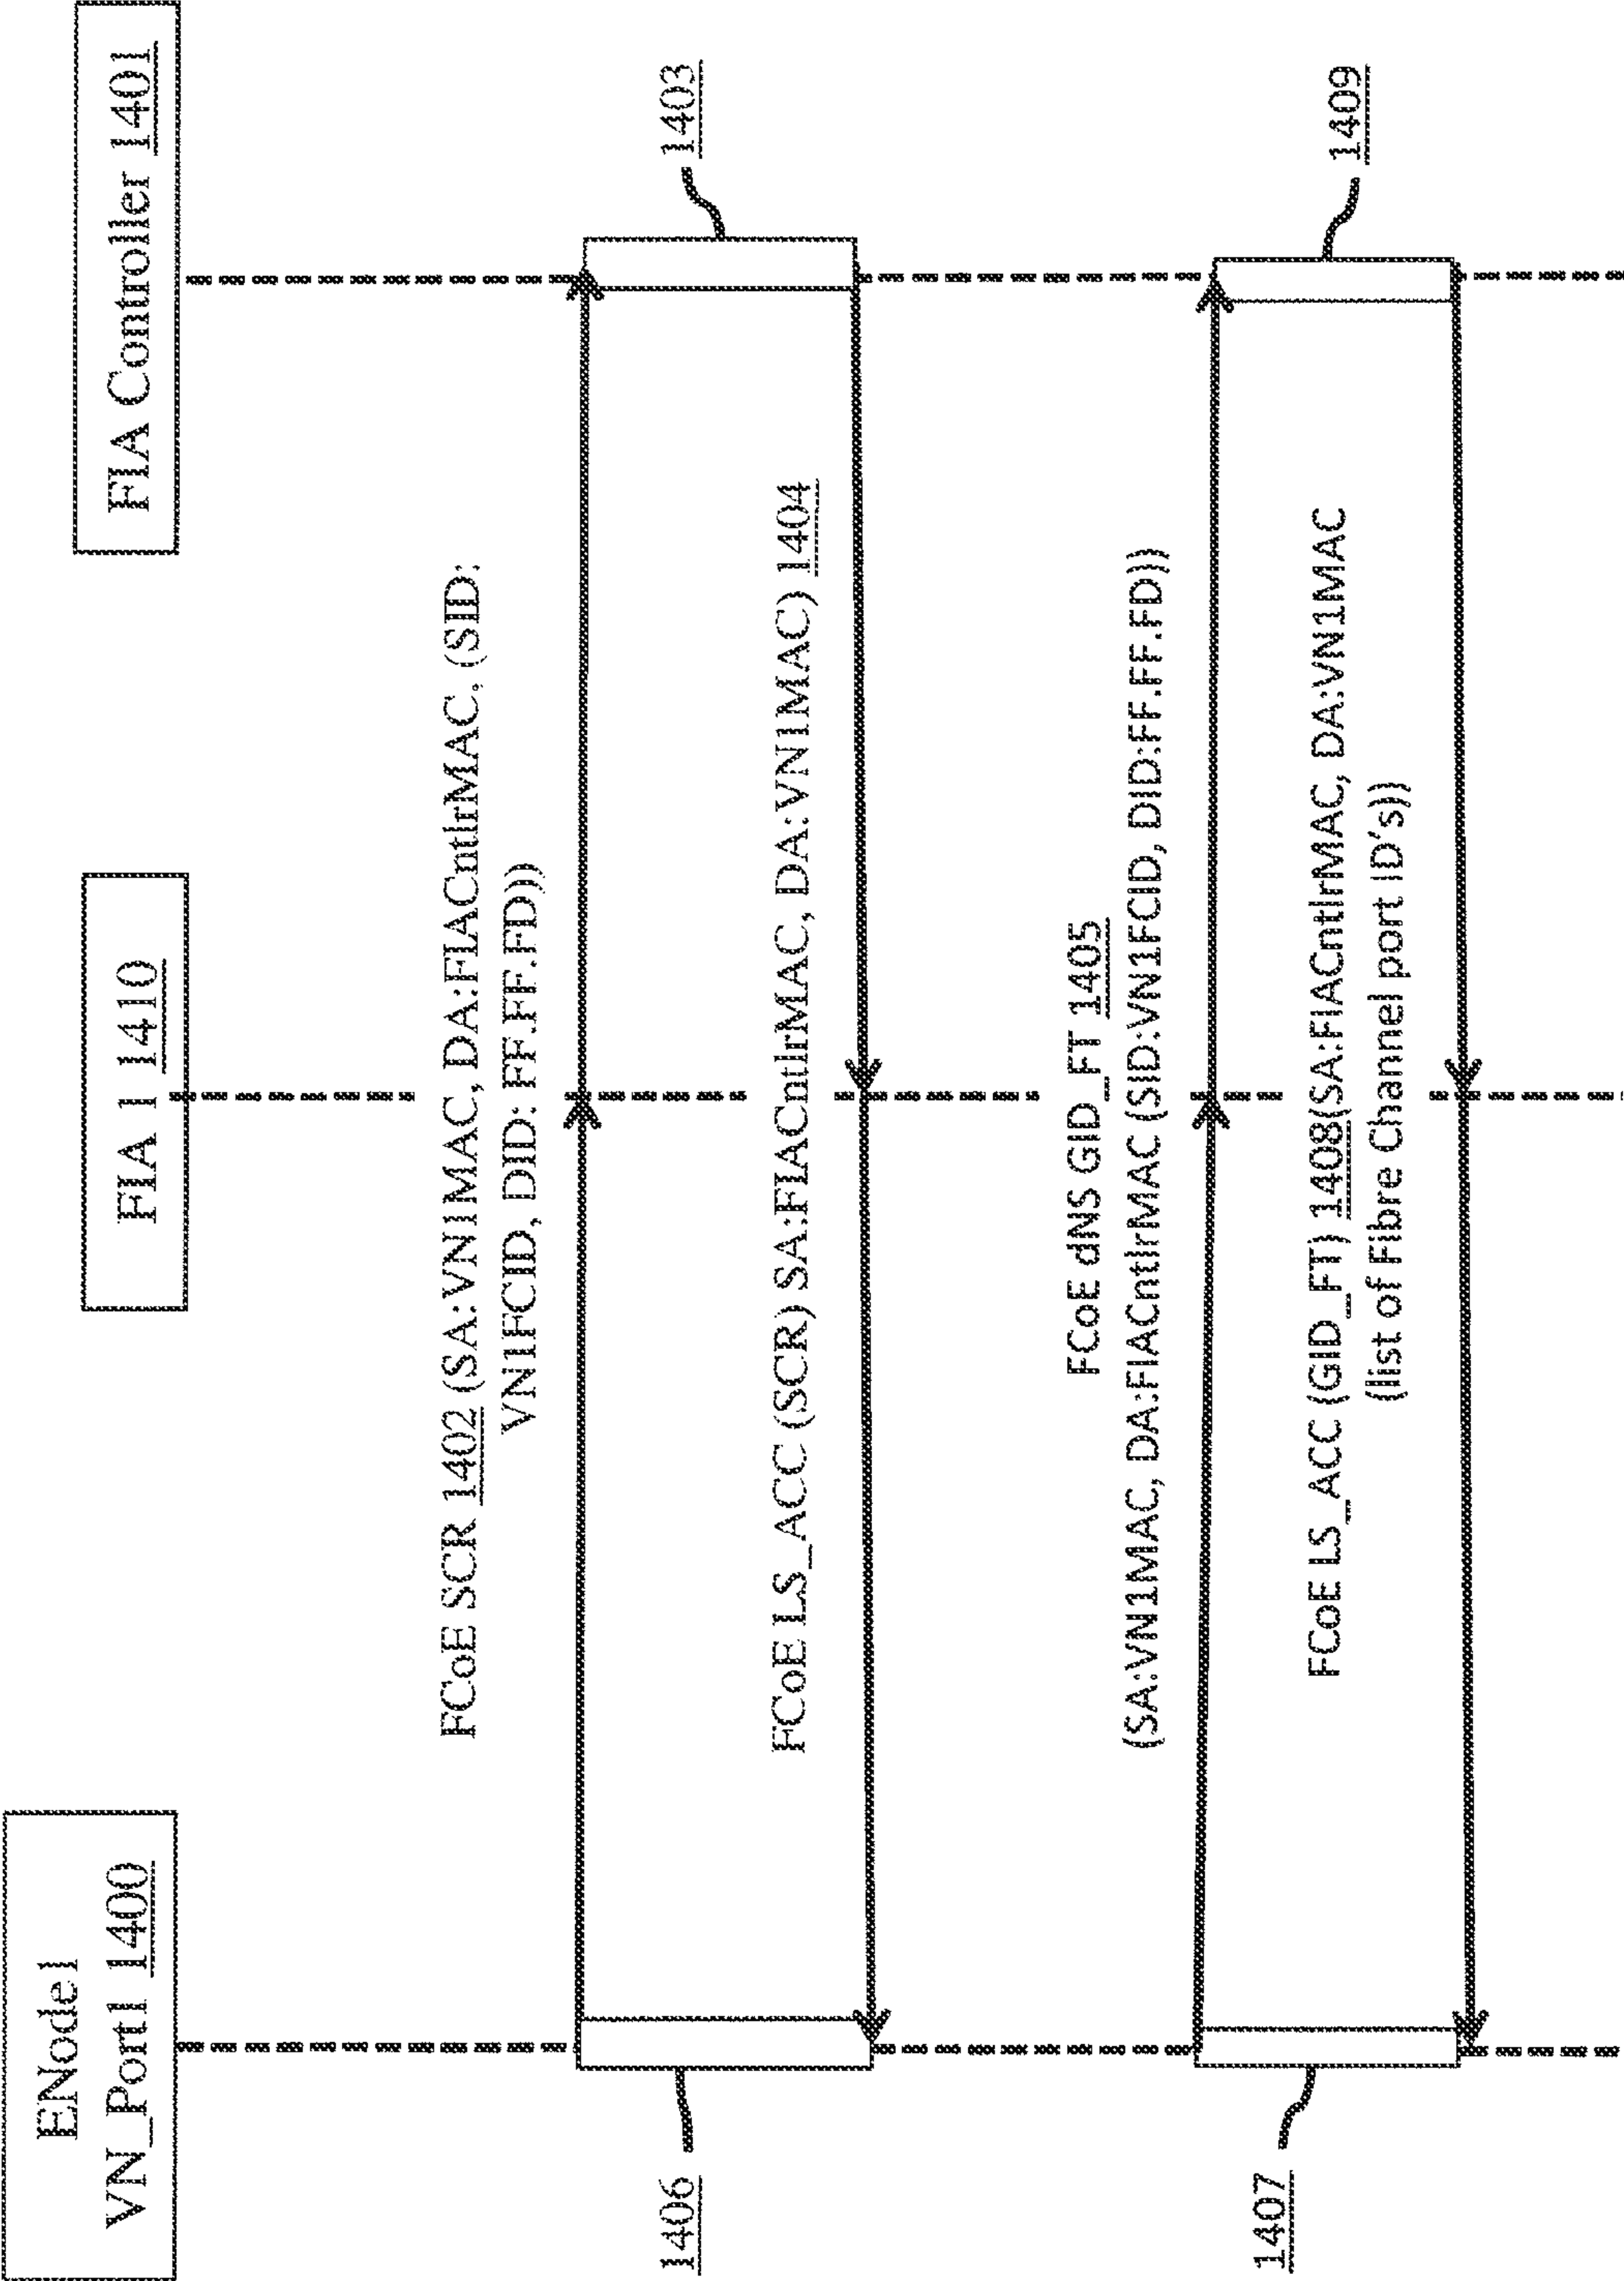 ENode1
VN_Port1 1400
FIA 1 1410
FIA Controller 1401
FCoE SCR 1402 (SA:VN1MAC, DA:FIACntlrMAC, (SID:
VN1FCID, DID: FF.FF.FD))
1406
1403
FCoE LS_ACC (SCR) SA:FIACntlrMAC, DA:VN1MAC) 1404
FCoE dNS GID_FT 1405
(SA:VN1MAC, DA:FIACntlrMAC (SID:VN1FCID, DID:FF.FF.FD))
1407
1409
FCoE LS_ACC (GID_FT) 1408(SA:FIACntlrMAC, DA:VN1MAC
(list of Fibre Channel port ID's))